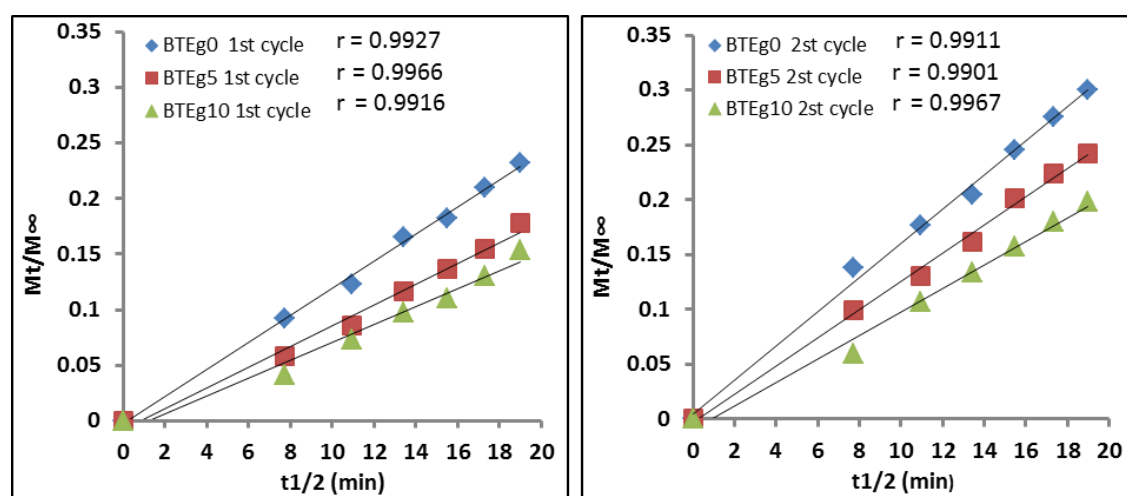 0.35
0.3
0.25
0.2
0.15
0.1
0.05
0
Mt/M∞
BTEg0 1st cycle r = 0.9927
BTEg5 1st cycle r = 0.9966
BTEg10 1st cycle r = 0.9916
0 2 4 6 8 10 12 14 16 18 20
t1/2 (min)
0.35
0.3
0.25
0.2
0.15
0.1
0.05
0
Mt/M∞
BTEg0 2st cycle r = 0.9911
BTEg5 2st cycle r = 0.9901
BTEg10 2st cycle r = 0.9967
0 2 4 6 8 10 12 14 16 18 20
t1/2 (min)